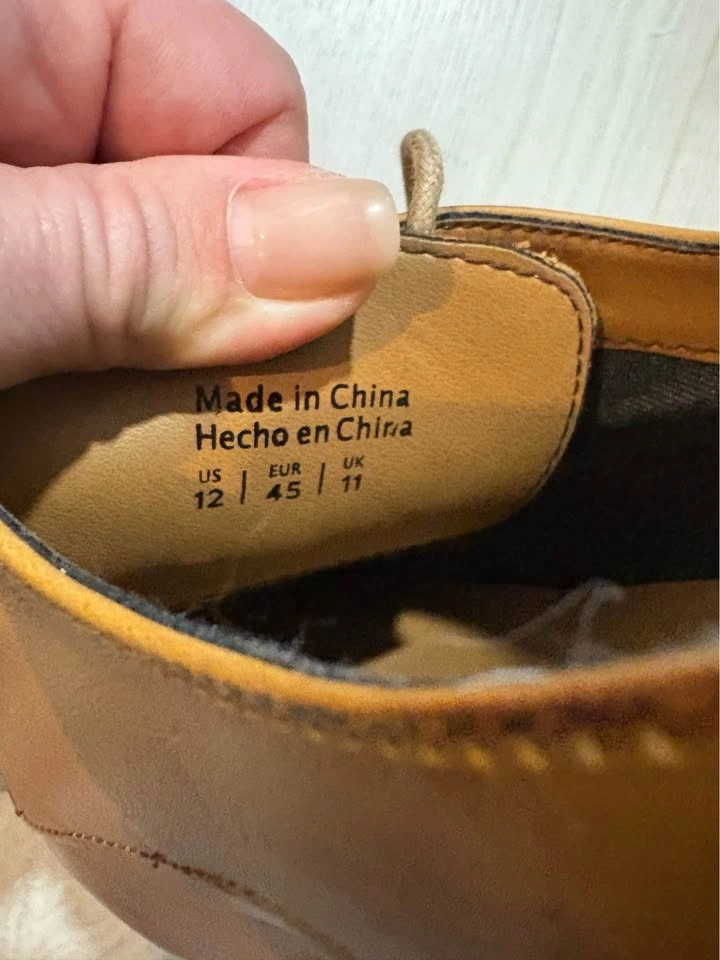 Made in China
Hecho en China
US | EUR | UK
12 | 45 | 11